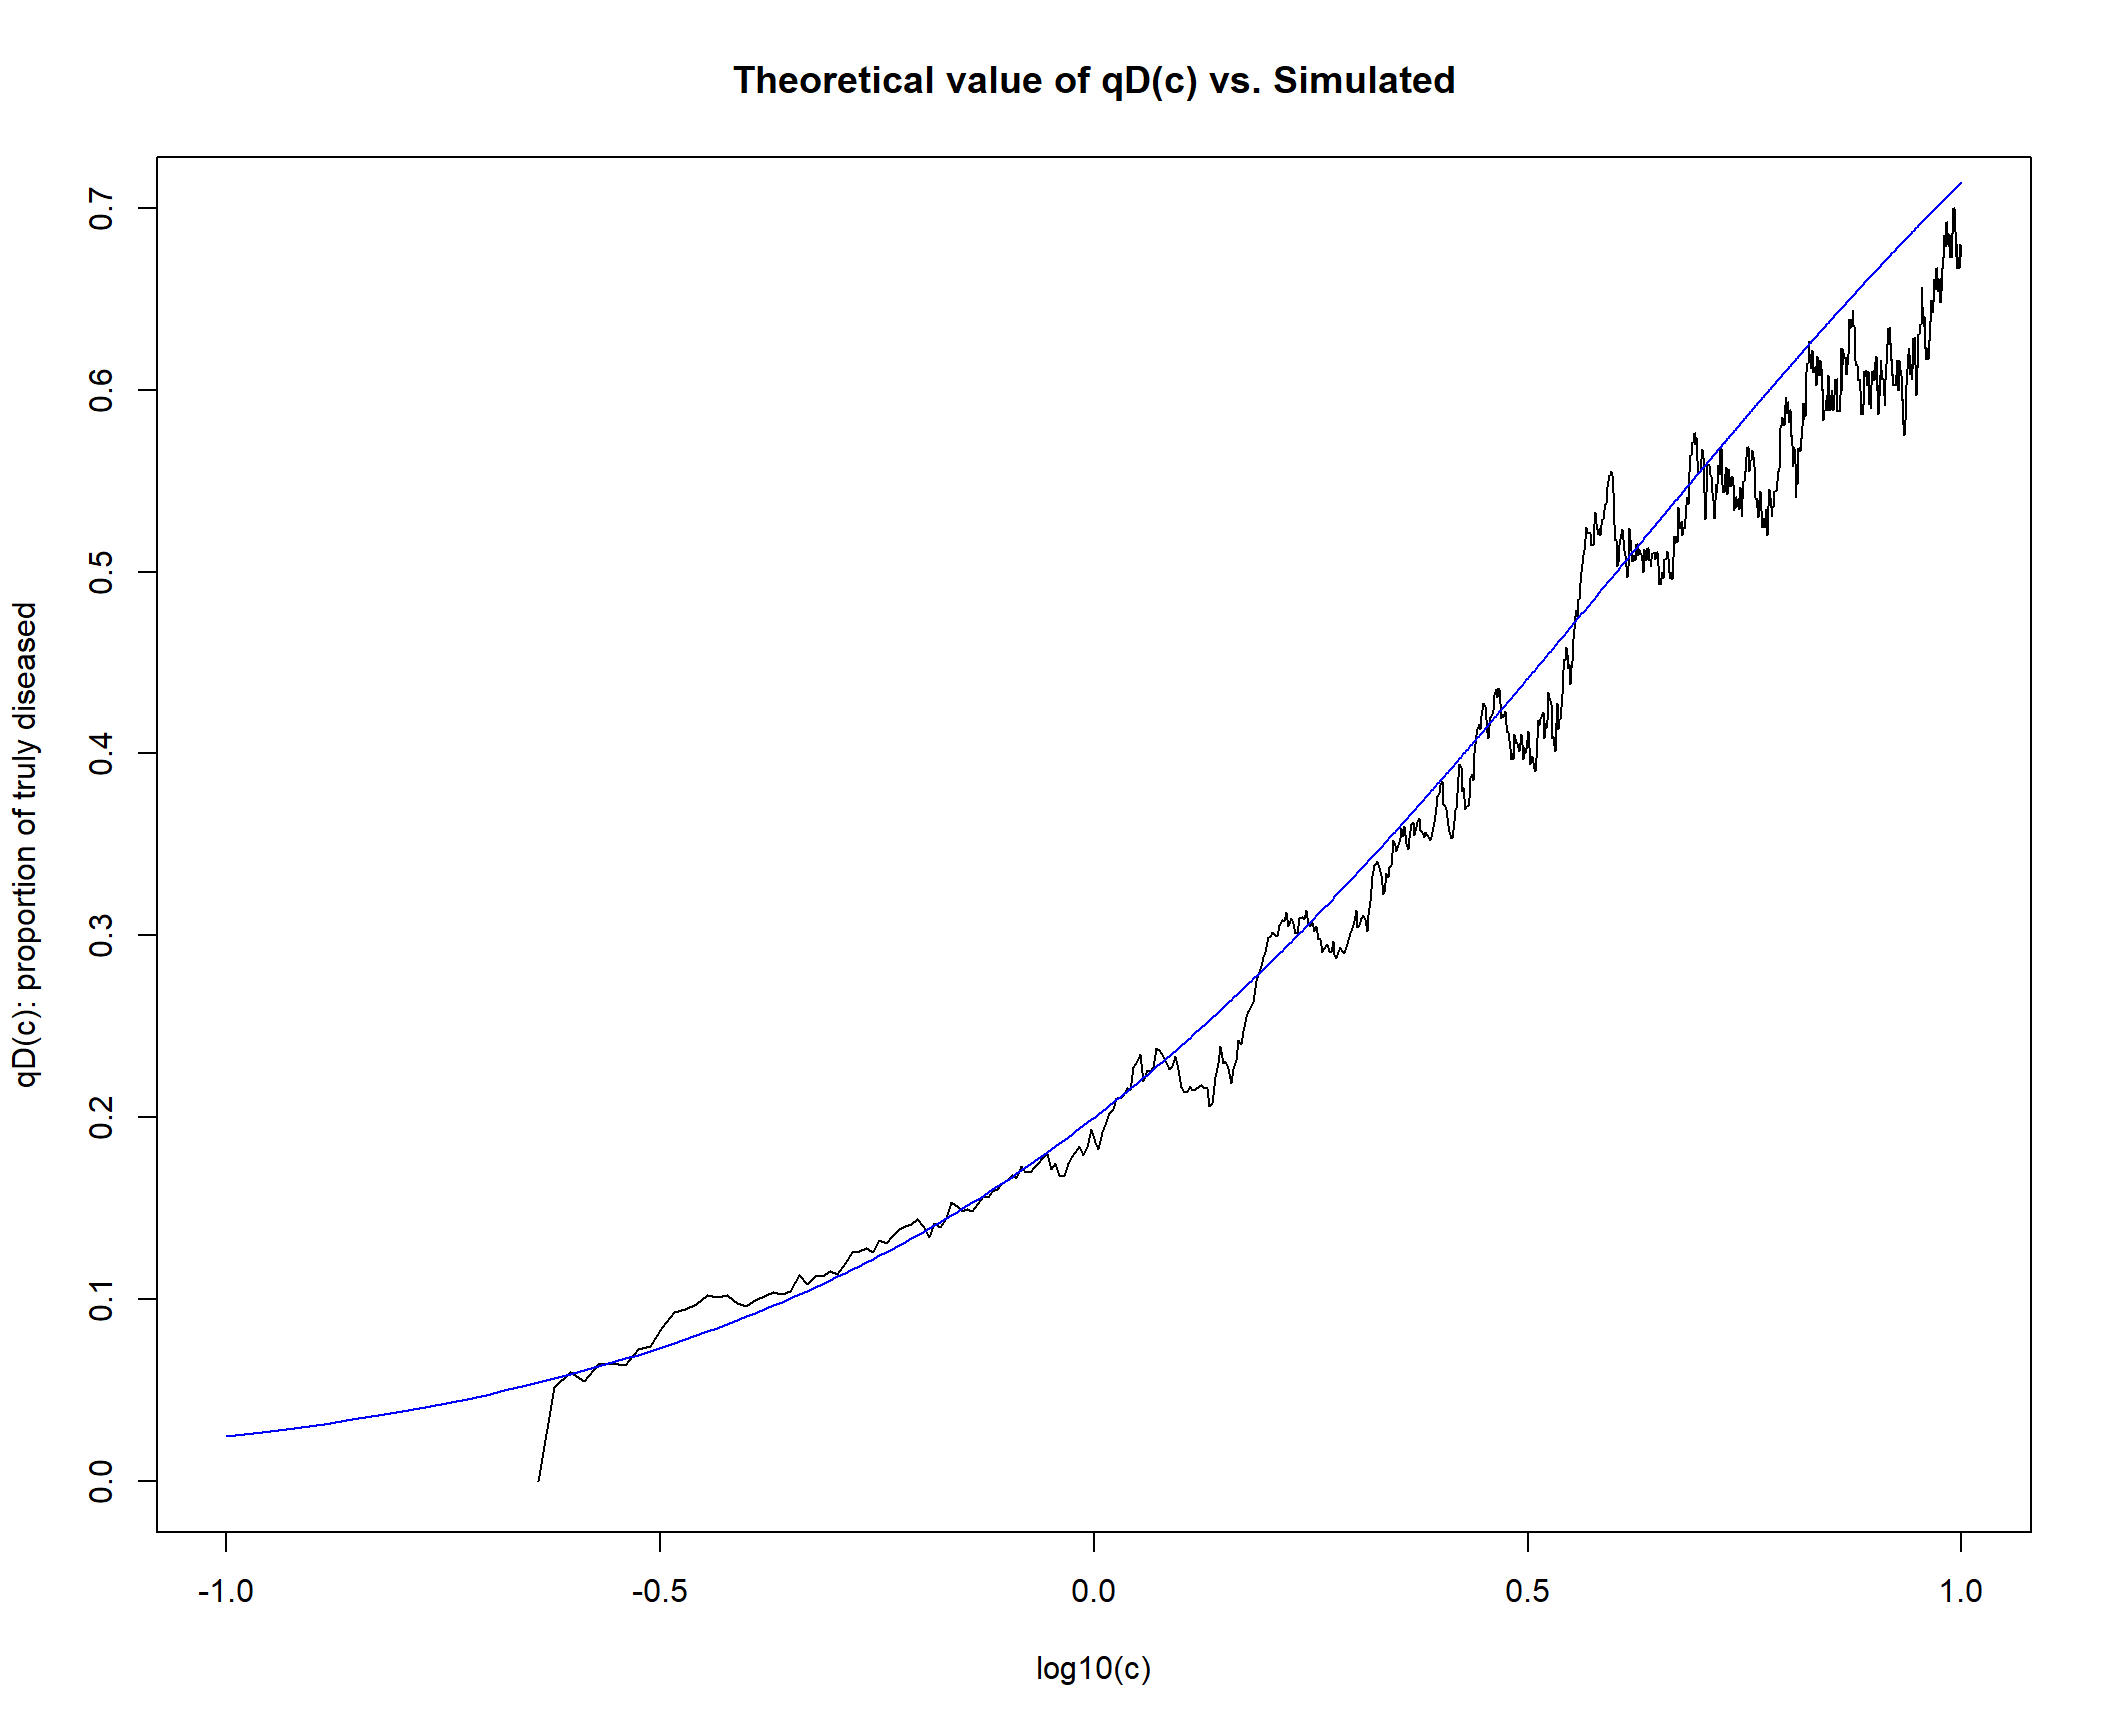 Theoretical value of qD(c) vs. Simulated
qD(c): proportion of truly diseased
0.7
0.6
0.5
0.4
0.3
0.2
0.1
0.0
-1.0 -0.5 0.0 0.5 1.0
log10(c)